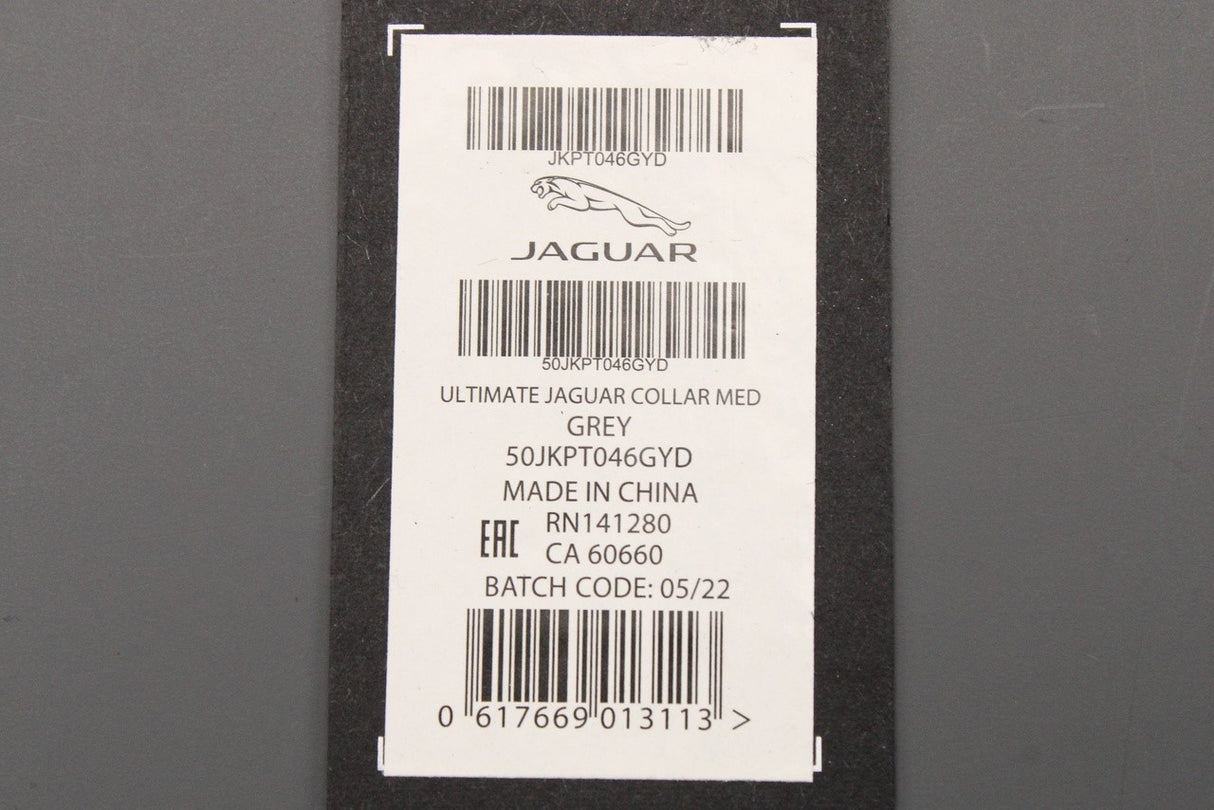 JKPT046GYD
JAGUAR
50JKPT046GYD
ULTIMATE JAGUAR COLLAR MED
GREY
50JKPT046GYD
MADE IN CHINA
EAC RN141280
CA 60660
BATCH CODE: 05/22
0 617669 013113 >